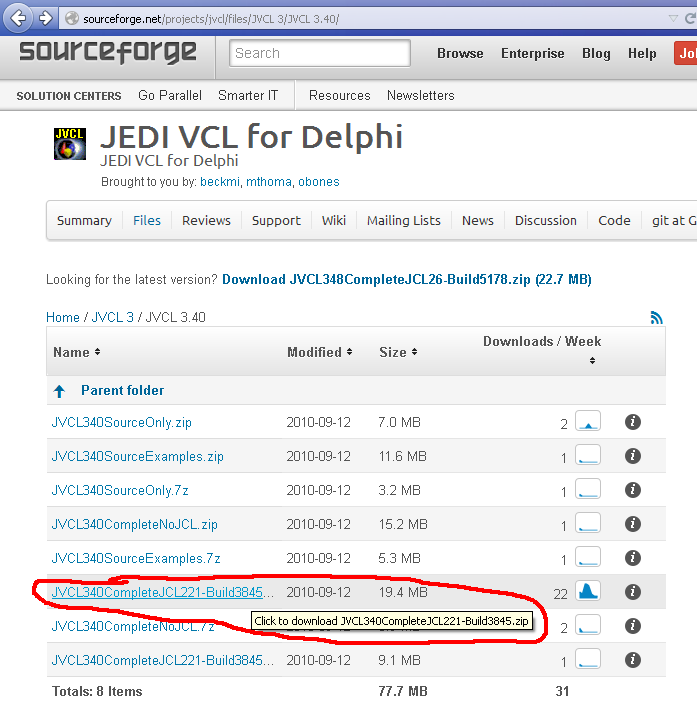 sourceforge.net/projects/jvcl/files/JVCL 3/JVCL 3.40/
sourceforge Search Browse Enterprise Blog Help
SOLUTION CENTERS Go Parallel Smarter IT Resources Newsletters
JVCL JEDI VCL for Delphi
JEDI VCL for Delphi
Brought to you by: beckmi, mthoma, obones
Summary Files Reviews Support Wiki Mailing Lists News Discussion Code git at
Looking for the latest version? Download JVCL348CompleteJCL26-Build5178.zip (22.7 MB)
Home / JVCL 3 / JVCL 3.40
Name Modified Size Downloads / Week
Parent folder
JVCL340SourceOnly.zip 2010-09-12 7.0 MB 2
JVCL340SourceExamples.zip 2010-09-12 11.6 MB 1
JVCL340SourceOnly.7z 2010-09-12 3.2 MB 1
JVCL340CompleteNoJCL.zip 2010-09-12 15.2 MB 1
JVCL340SourceExamples.7z 2010-09-12 5.3 MB 1
JVCL340CompleteJCL221-Build3845... 2010-09-12 19.4 MB 22
Click to download JVCL340CompleteJCL221-Build3845.zip
JVCL340CompleteNoJCL.7z 2
JVCL340CompleteJCL221-Build3845... 2010-09-12 9.1 MB 1
Totals: 8 Items 77.7 MB 31